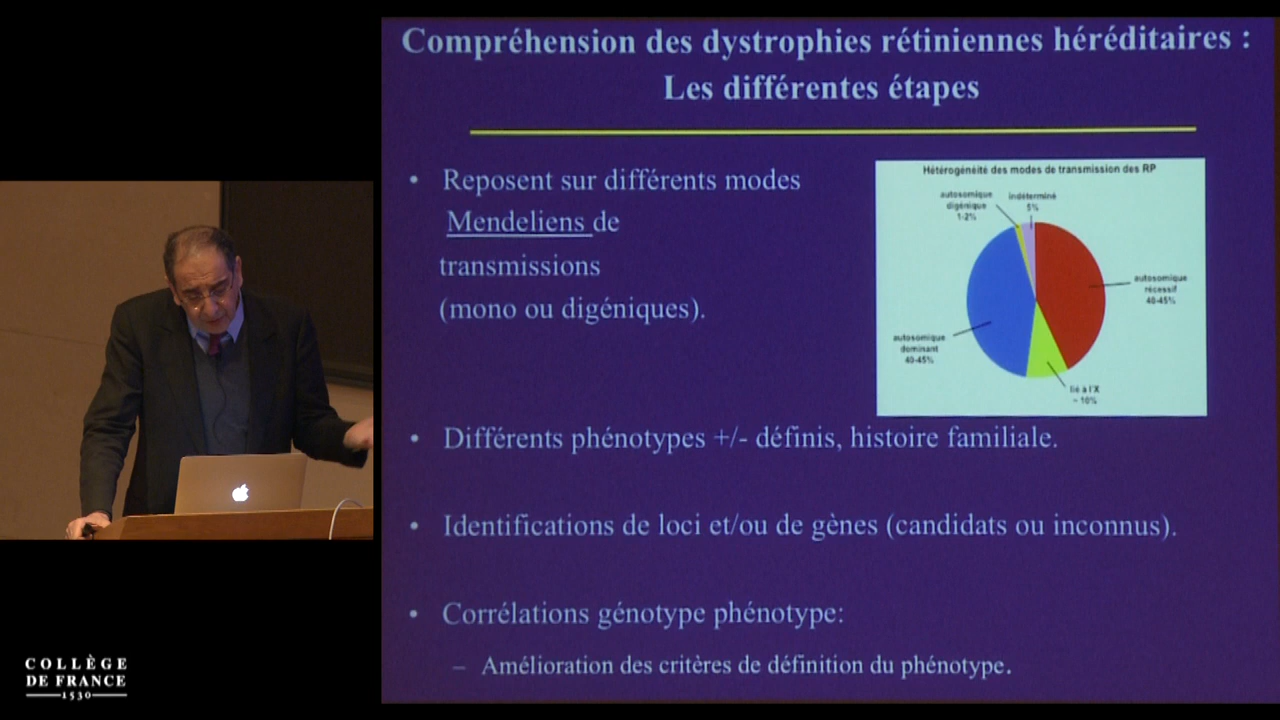 Compréhension des dystrophies rétiniennes héréditaires :
Les différentes étapes
• Reposent sur différents modes
Mendeliens de
transmissions
(mono ou digéniques).
Hétérogénéité des modes de transmission des RP
autosomique
digénique
1-2%
indéterminé
5%
autosomique
récessif
40-45%
autosomique
dominant
40-45%
lié à l'X
~ 10%
• Différents phénotypes +/- définis, histoire familiale.
• Identifications de loci et/ou de gènes (candidats ou inconnus).
• Corrélations génotype phénotype:
– Amélioration des critères de définition du phénotype.
COLLÈGE
DE FRANCE
1530